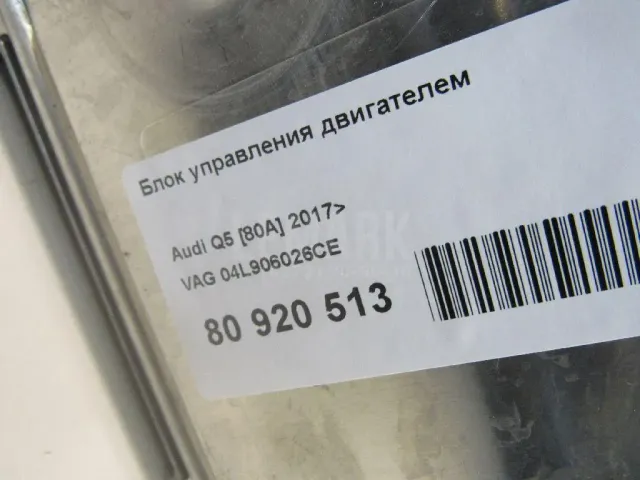 Блок управления двигателем
Audi Q5 [80A] 2017>
VAG 04L906026CE
80 920 513